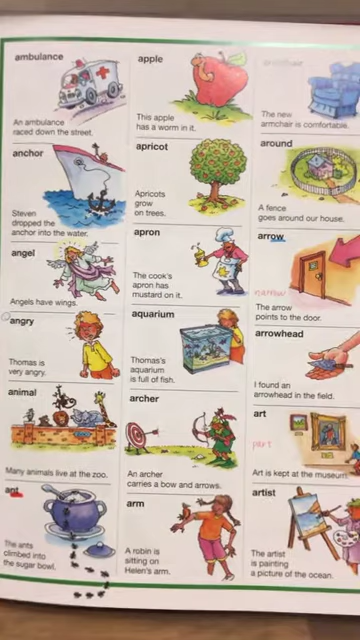 ambulance
An ambulance
raced down the street.
anchor
Steven
dropped the
anchor into the water.
angel
Angels have wings.
angry
Thomas is
very angry.
animal
Many animals live at the zoo.
ant
The ants
climbed into
the sugar bowl.
apple
This apple
has a worm in it.
apricot
Apricots
grow
on trees.
apron
The cook's
apron has
mustard on it.
aquarium
Thomas's
aquarium
is full of fish.
archer
An archer
carries a bow and arrows.
arm
A robin is
sitting on
Helen's arm.
armchair
The new
armchair is comfortable.
around
A fence
goes around our house.
arrow
narrow
The arrow
points to the door.
arrowhead
I found an
arrowhead in the field.
art
part
Art is kept at the museum.
artist
The artist
is painting
a picture of the ocean.